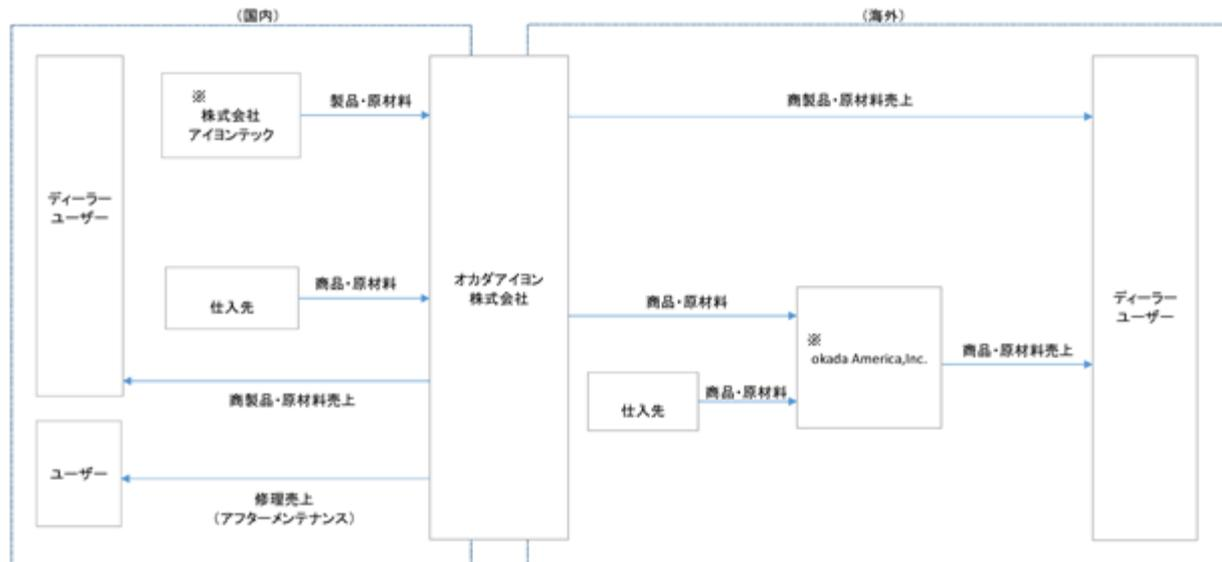 （国内）
（海外）
※
株式会社
アイヨンテック
製品・原材料
商製品・原材料売上
ディーラー
ユーザー
仕入先
商品・原材料
オカダアイヨン
株式会社
商品・原材料
※
okada America,Inc.
商品・原材料売上
ディーラー
ユーザー
仕入先
商品・原材料
商製品・原材料売上
ユーザー
修理売上
（アフターメンテナンス）